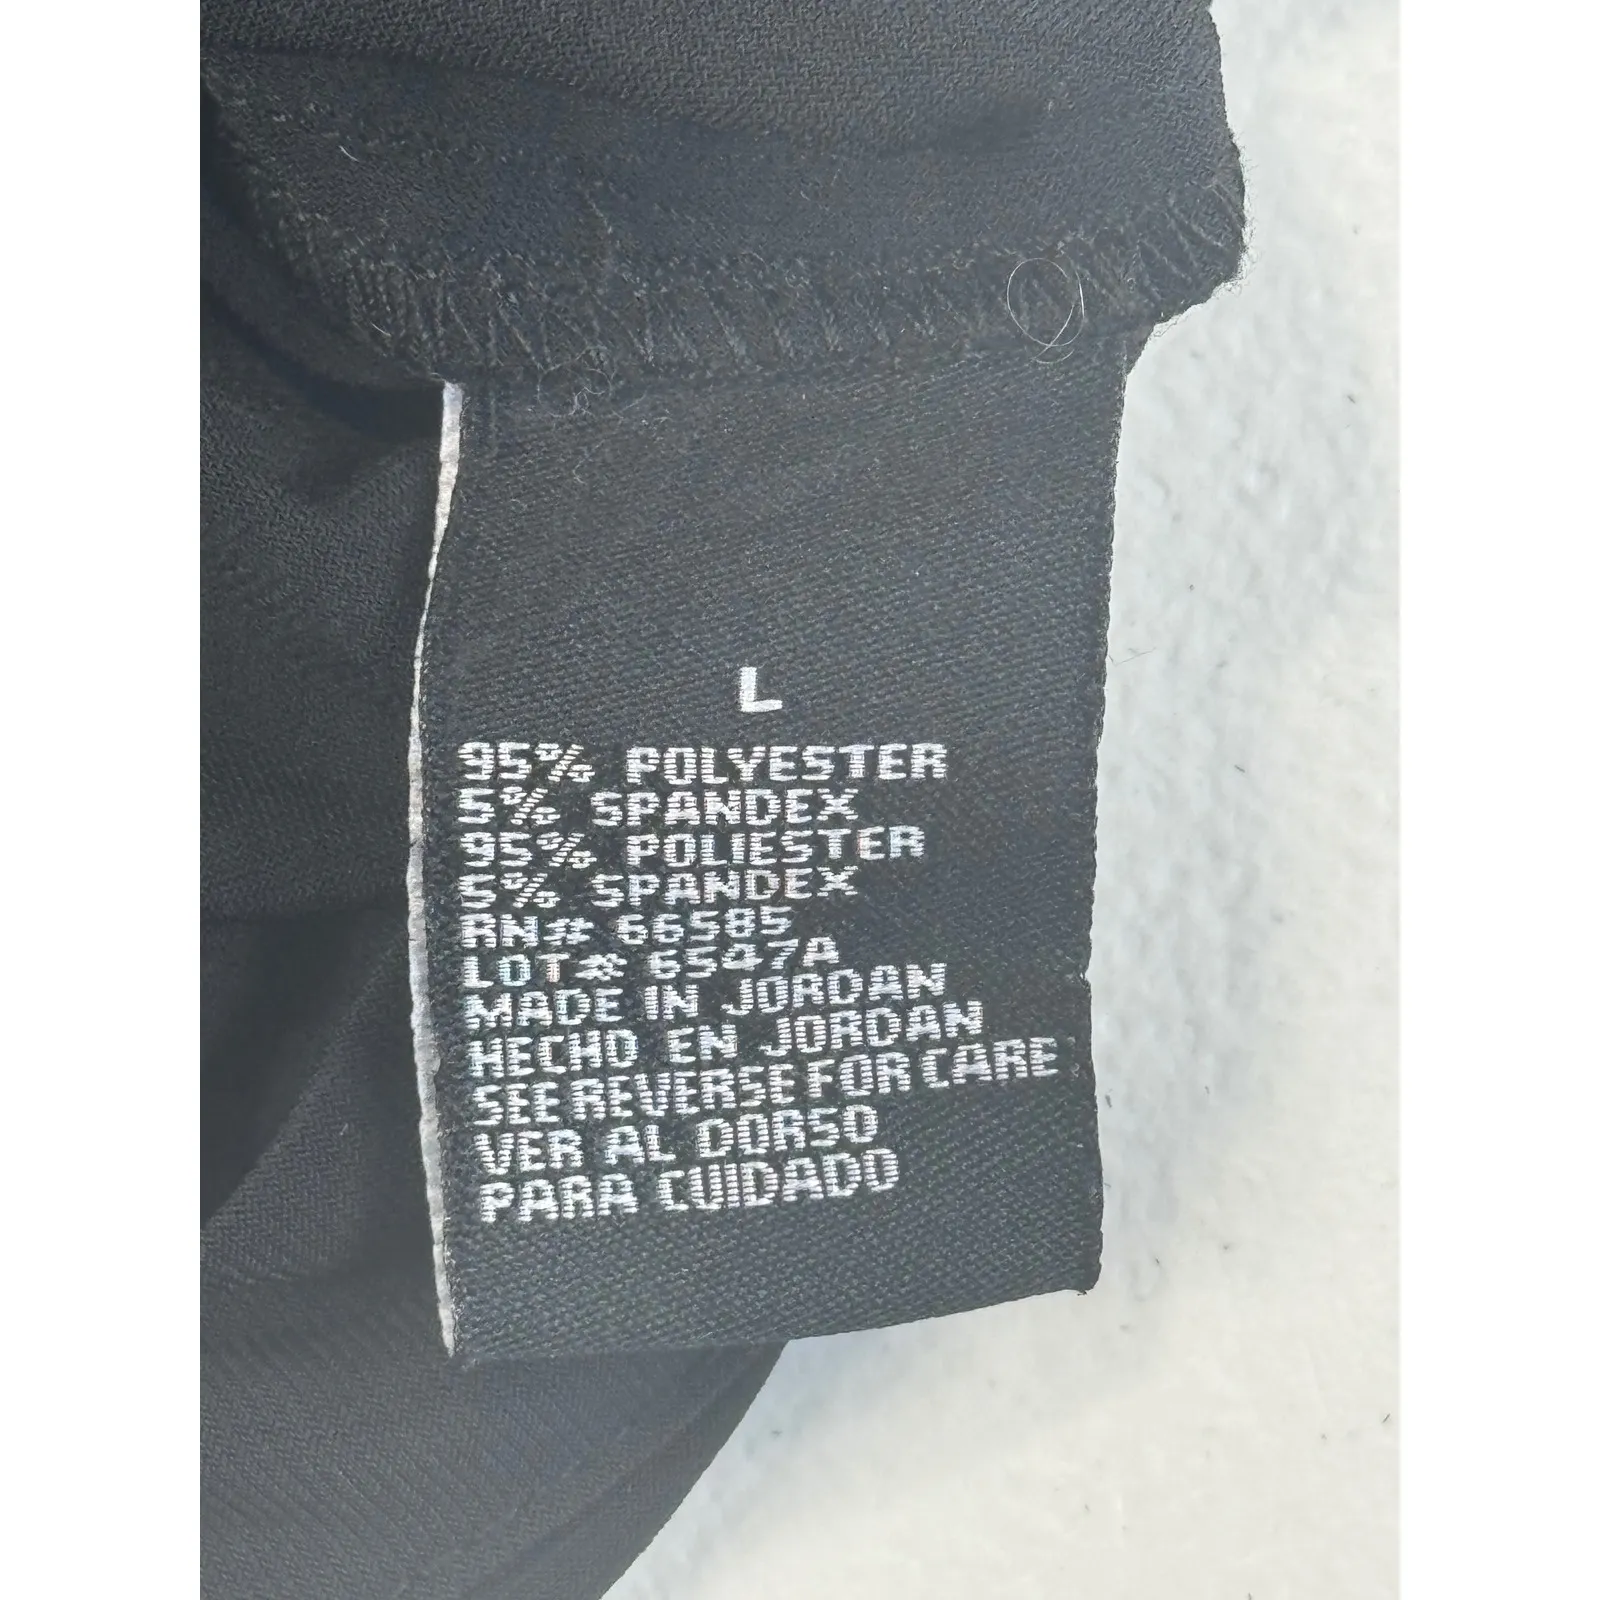 L
95% POLYESTER
5% SPANDEX
95% POLIESTER
5% SPANDEX
RN# 66585
LOT# 6547A
MADE IN JORDAN
HECHO EN JORDAN
SEE REVERSE FOR CARE
VER AL DORSO
PARA CUIDADO